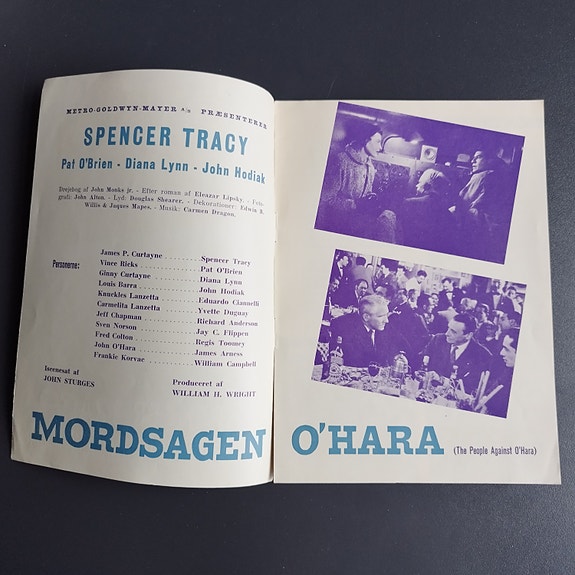 METRO-GOLDWYN-MAYER A/S PRÆSENTERER
SPENCER TRACY
Pat O'Brien - Diana Lynn - John Hodiak
Drejebog af John Monks jr. - Efter roman af Eleazar Lipsky. - Foto-
grafi: John Alton. - Lyd: Douglas Shearer. - Dekorationer: Edwin B.
Willis & Jaques Mapes. - Musik: Carmen Dragon.
Personerne:
James P. Curtayne . . . . . . . . . Spencer Tracy
Vince Ricks . . . . . . . . . . . . . Pat O'Brien
Ginny Curtayne . . . . . . . . . . . Diana Lynn
Louis Barra . . . . . . . . . . . . . John Hodiak
Knuckles Lanzetta . . . . . . . . . Eduardo Ciannelli
Carmelita Lanzetta . . . . . . . . . Yvette Duguay
Jeff Chapman . . . . . . . . . . . . Richard Anderson
Sven Norson . . . . . . . . . . . . . Jay C. Flippen
Fred Colton . . . . . . . . . . . . . Regis Toomey
John O'Hara . . . . . . . . . . . . . James Arness
Frankie Korvac . . . . . . . . . . . William Campbell
Iscenesat af
JOHN STURGES
Produceret af
WILLIAM H. WRIGHT
MORDSAGEN O'HARA (The People Against O'Hara)